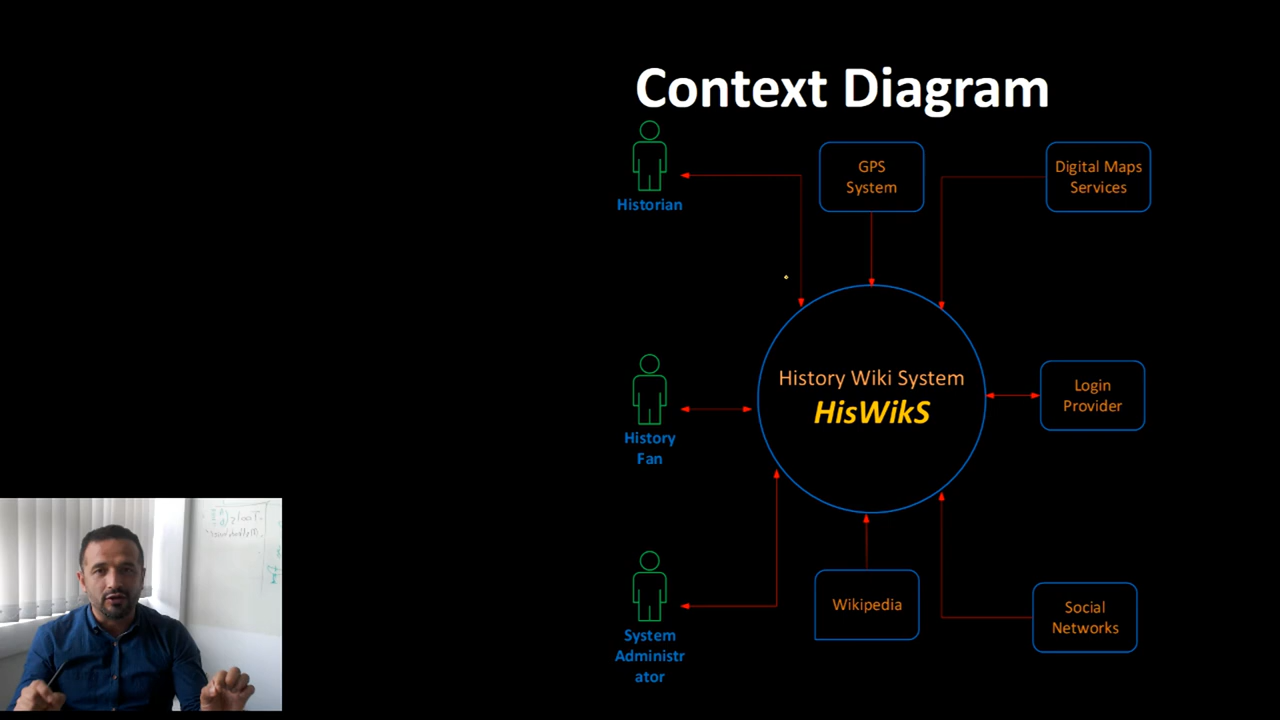 Context Diagram
GPS
System
Digital Maps
Services
Historian
History Wiki System
HisWikS
Login
Provider
History
Fan
Wikipedia
Social
Networks
System
Administr
ator